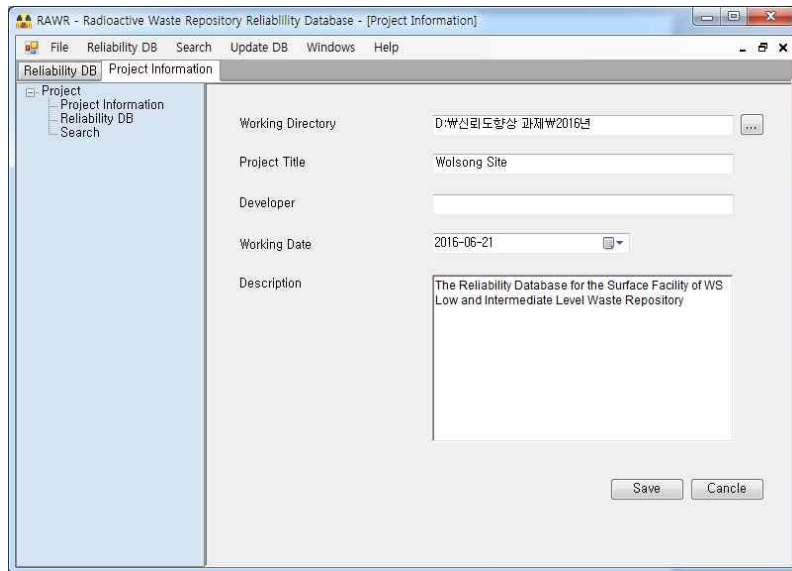 RAWR - Radioactive Waste Repository Reliablility Database - [Project Information]
File Reliability DB Search Update DB Windows Help
Reliability DB Project Information
Project
Project Information
Reliability DB
Search
Working Directory D:₩신뢰도향상 과제₩2016년 ...
Project Title Wolsong Site
Developer
Working Date 2016-06-21
Description The Reliability Database for the Surface Facility of WS
Low and Intermediate Level Waste Repository
Save Cancle